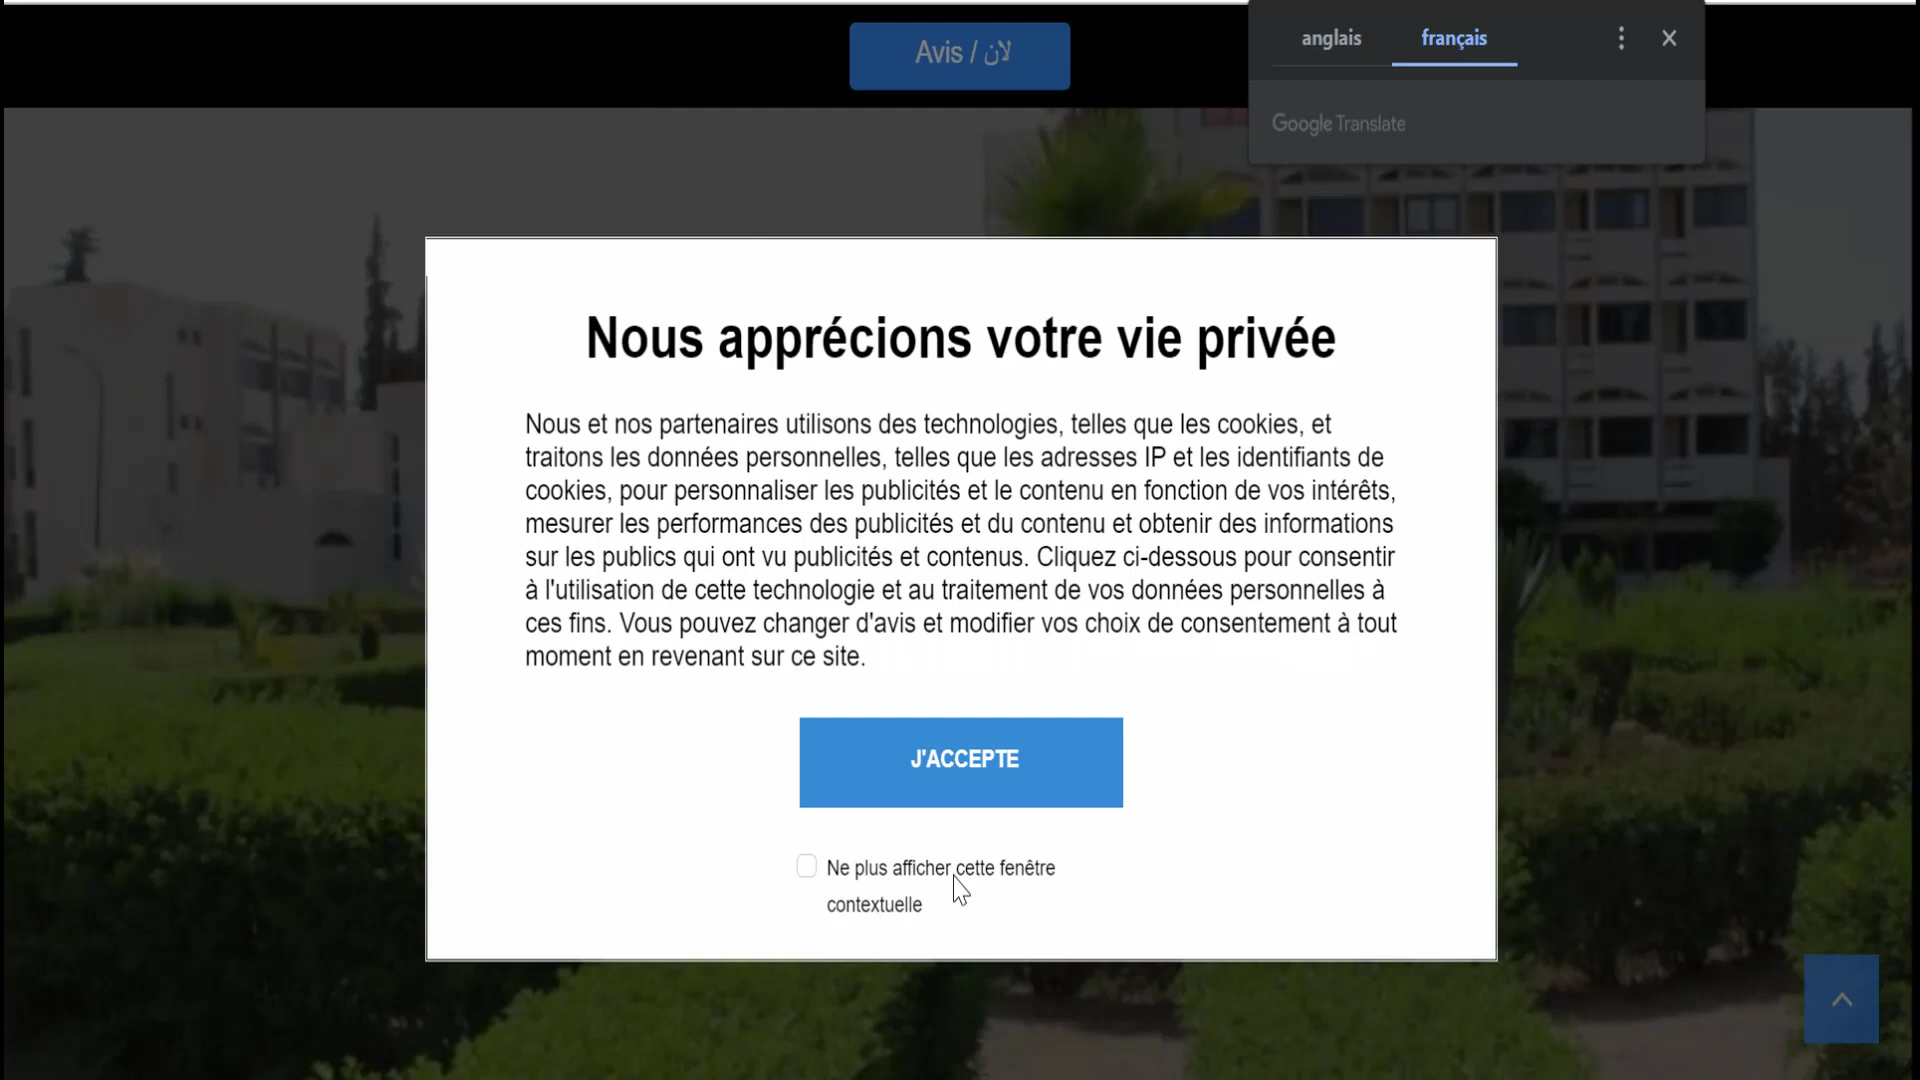 Avis / لان
anglais
français
Google Translate
Nous apprécions votre vie privée
Nous et nos partenaires utilisons des technologies, telles que les cookies, et
traitons les données personnelles, telles que les adresses IP et les identifiants de
cookies, pour personnaliser les publicités et le contenu en fonction de vos intérêts,
mesurer les performances des publicités et du contenu et obtenir des informations
sur les publics qui ont vu publicités et contenus. Cliquez ci-dessous pour consentir
à l'utilisation de cette technologie et au traitement de vos données personnelles à
ces fins. Vous pouvez changer d'avis et modifier vos choix de consentement à tout
moment en revenant sur ce site.
J'ACCEPTE
Ne plus afficher cette fenêtre
contextuelle